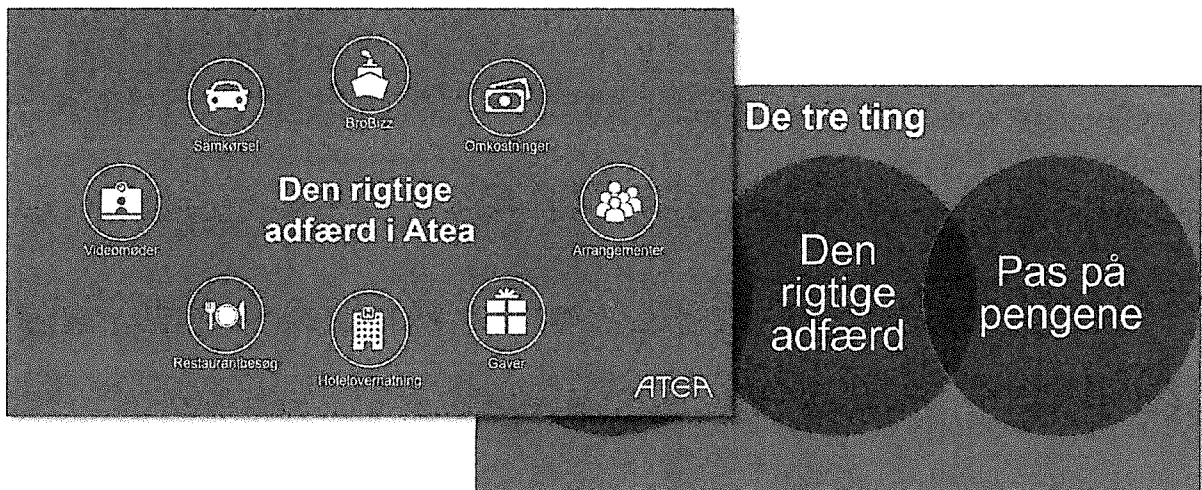 BroBizz
Samkørsel
Omkostninger
Den rigtige
adfærd i Atea
Videomøder
Arrangementer
Restaurantbesøg
Hotelovernatning
Gaver
ATEA
De tre ting
Den
rigtige
adfærd
Pas på
pengene